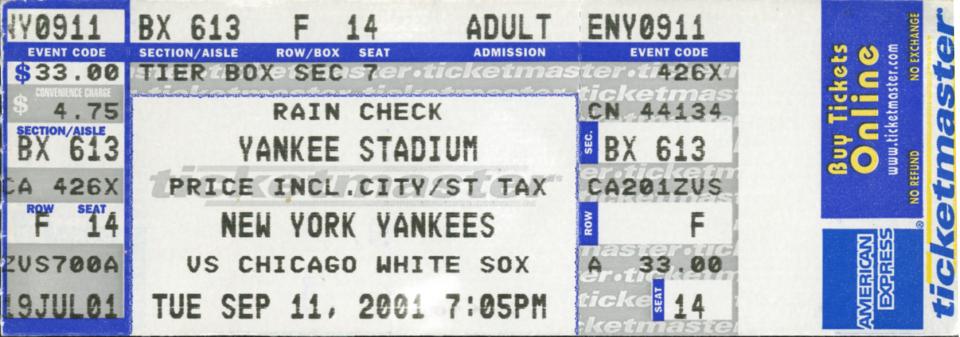 NY0911 BX 613 F 14 ADULT ENY0911
EVENT CODE SECTION/AISLE ROW/BOX SEAT ADMISSION EVENT CODE
$33.00 TIER BOX SEC 7 426X
CONVENIENCE CHARGE
$ 4.75 RAIN CHECK CN 44134
SECTION/AISLE
BX 613 YANKEE STADIUM SEC. BX 613
CA 426X PRICE INCL.CITY/ST TAX CA201ZVS
ROW SEAT
F 14 NEW YORK YANKEES ROW F
ZVS700A VS CHICAGO WHITE SOX A 33.00
19JUL01 TUE SEP 11, 2001 7:05PM SEAT 14
ticketmaster
Buy Tickets
Online
www.ticketmaster.com
NO REFUND NO EXCHANGE
AMERICAN
EXPRESS
®
ticketmaster